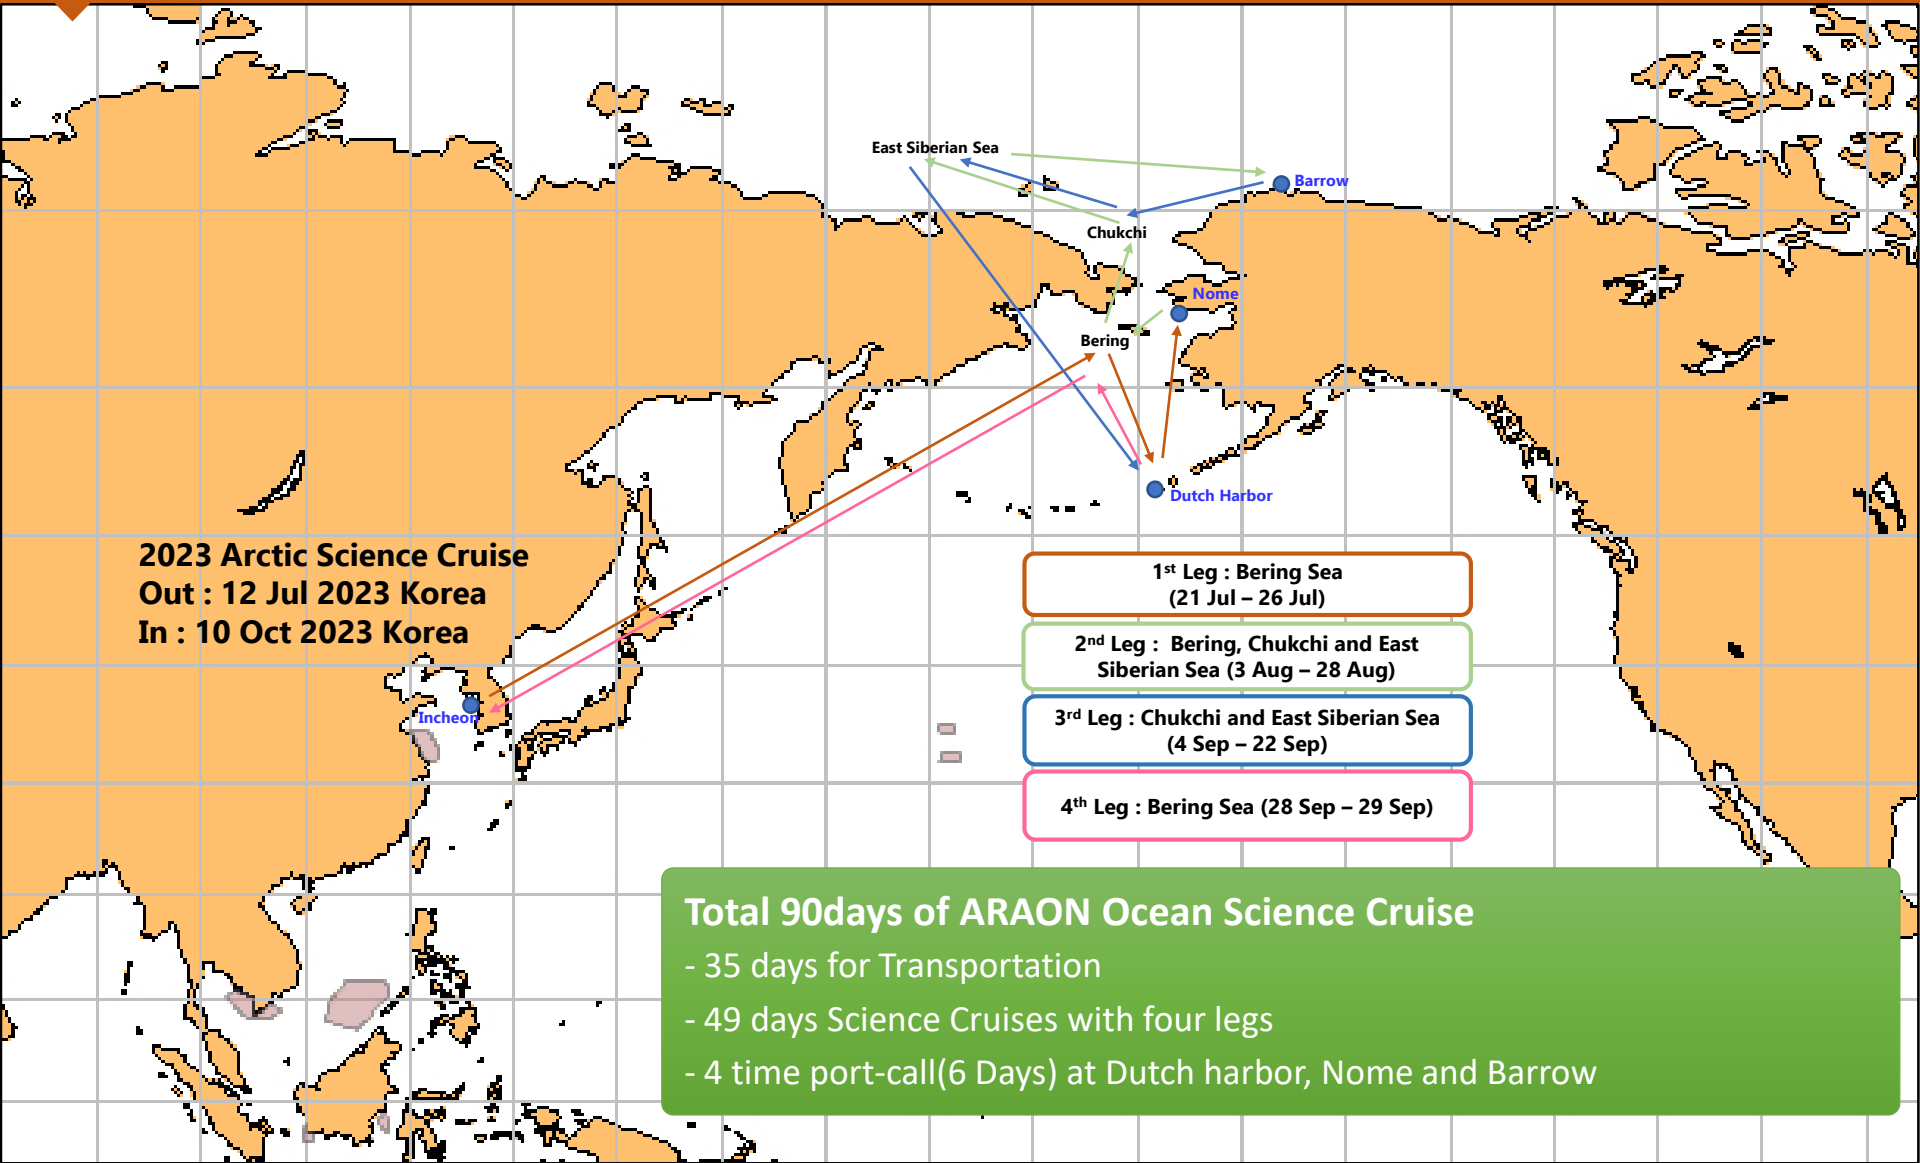 East Siberian Sea
Barrow
Chukchi
Nome
Bering
Dutch Harbor
2023 Arctic Science Cruise
Out : 12 Jul 2023 Korea
In : 10 Oct 2023 Korea
Incheon
1st Leg : Bering Sea
(21 Jul – 26 Jul)
2nd Leg :  Bering, Chukchi and East
Siberian Sea (3 Aug – 28 Aug)
3rd Leg : Chukchi and East Siberian Sea
(4 Sep – 22 Sep)
4th Leg : Bering Sea (28 Sep – 29 Sep)
Total 90days of ARAON Ocean Science Cruise
- 35 days for Transportation
- 49 days Science Cruises with four legs
- 4 time port-call(6 Days) at Dutch harbor, Nome and Barrow